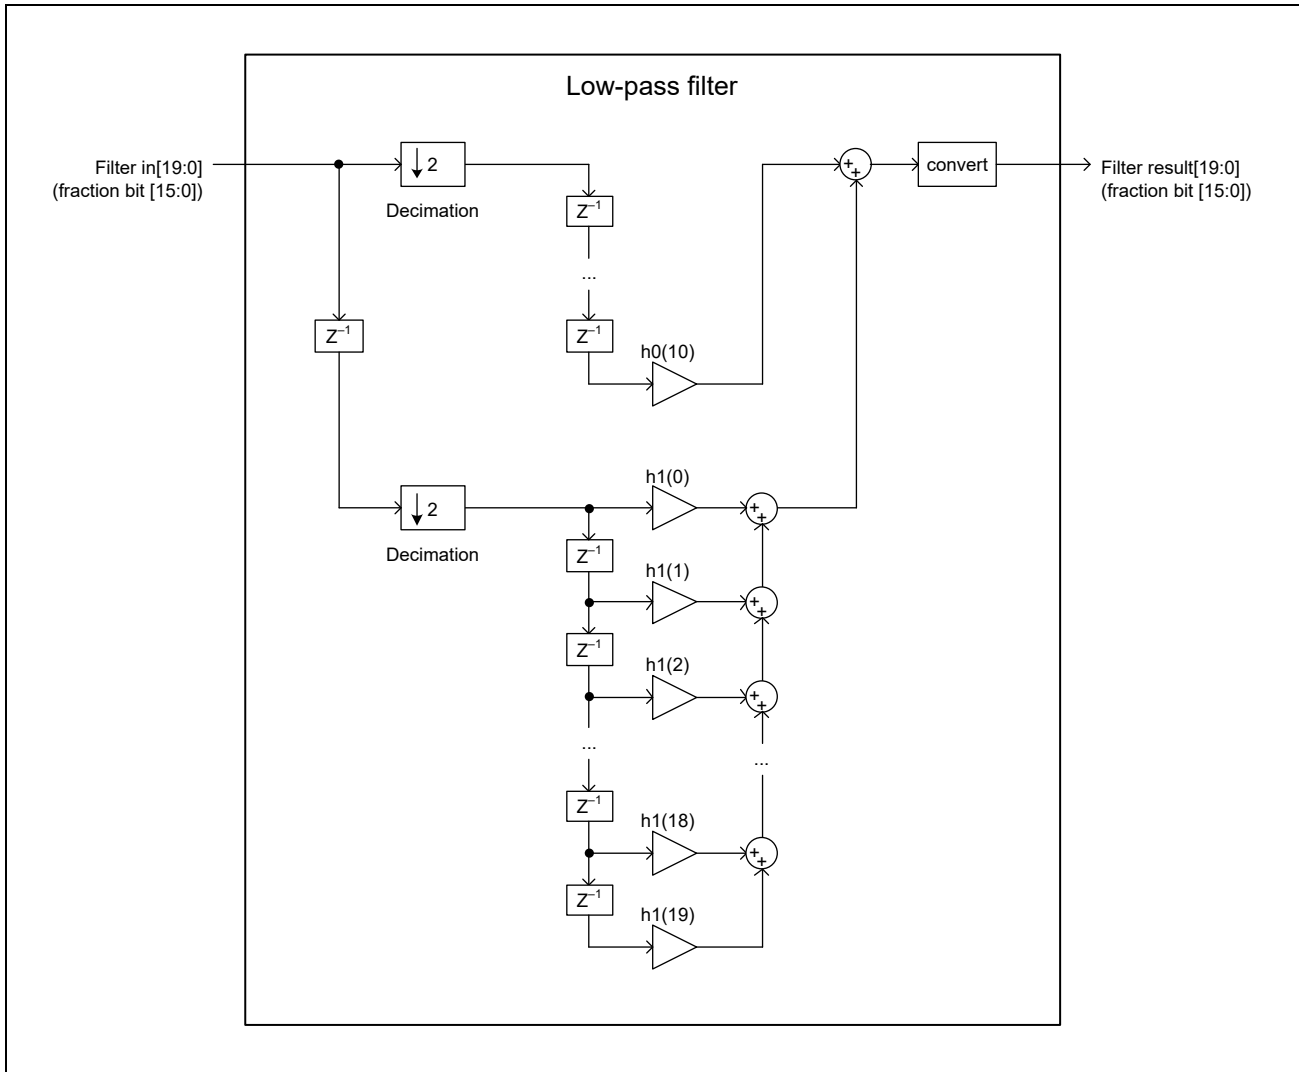 Low-pass filter
Filter in[19:0]
(fraction bit [15:0])
↓ 2
Decimation
Z⁻¹
...
Z⁻¹
h0(10)
+
+
convert
Filter result[19:0]
(fraction bit [15:0])
Z⁻¹
↓ 2
Decimation
h1(0)
+
+
Z⁻¹
h1(1)
+
+
Z⁻¹
h1(2)
+
+
...
...
Z⁻¹
h1(18)
+
+
Z⁻¹
h1(19)